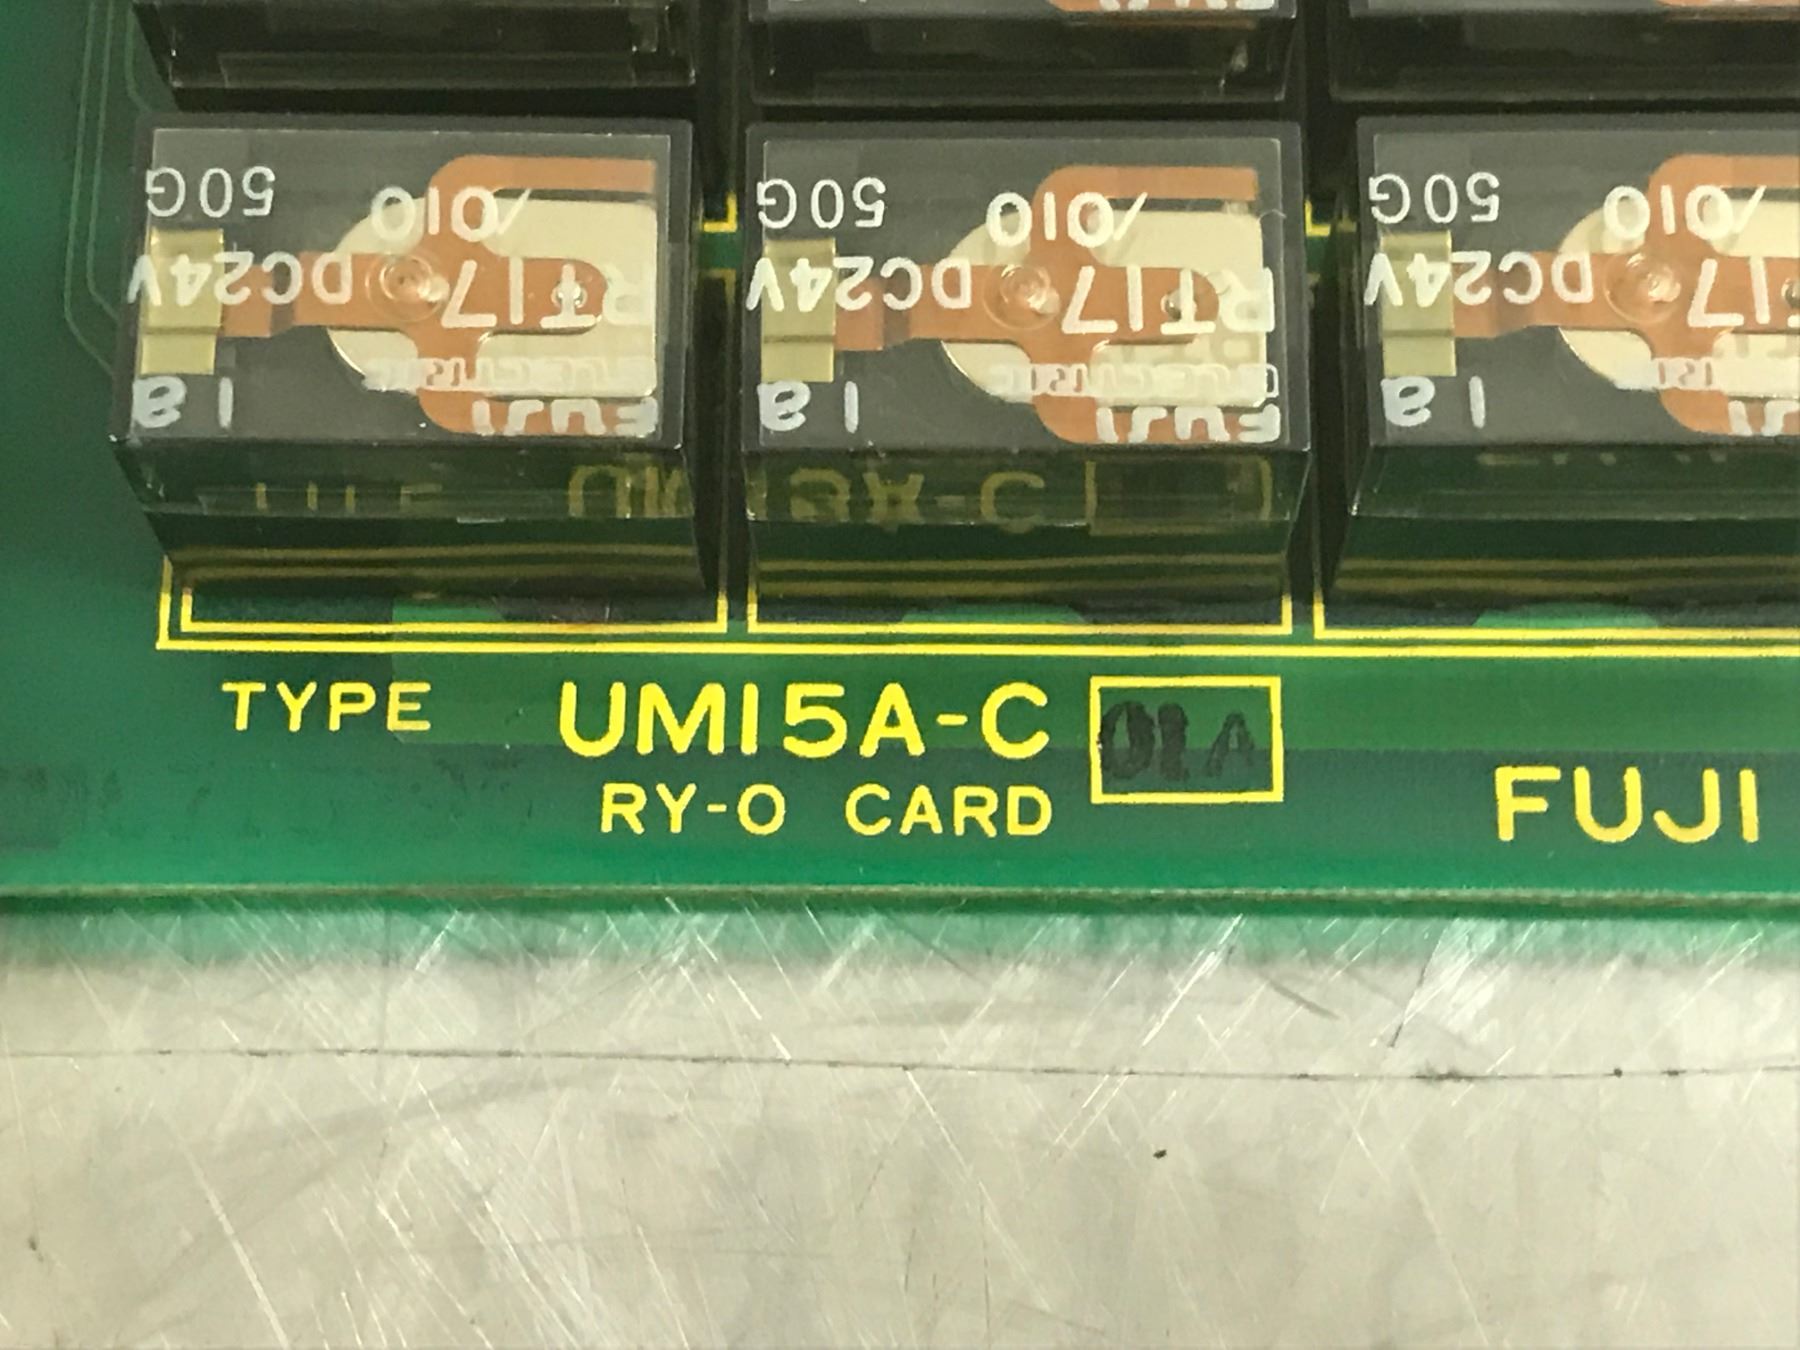 FUJI
1a
RT17 DC24V
/010 50G
FUJI
1a
RT17 DC24V
/010 50G
1a
DC24V
/010 50G
TYPE UM15A-C 01A
RY-O CARD
FUJI